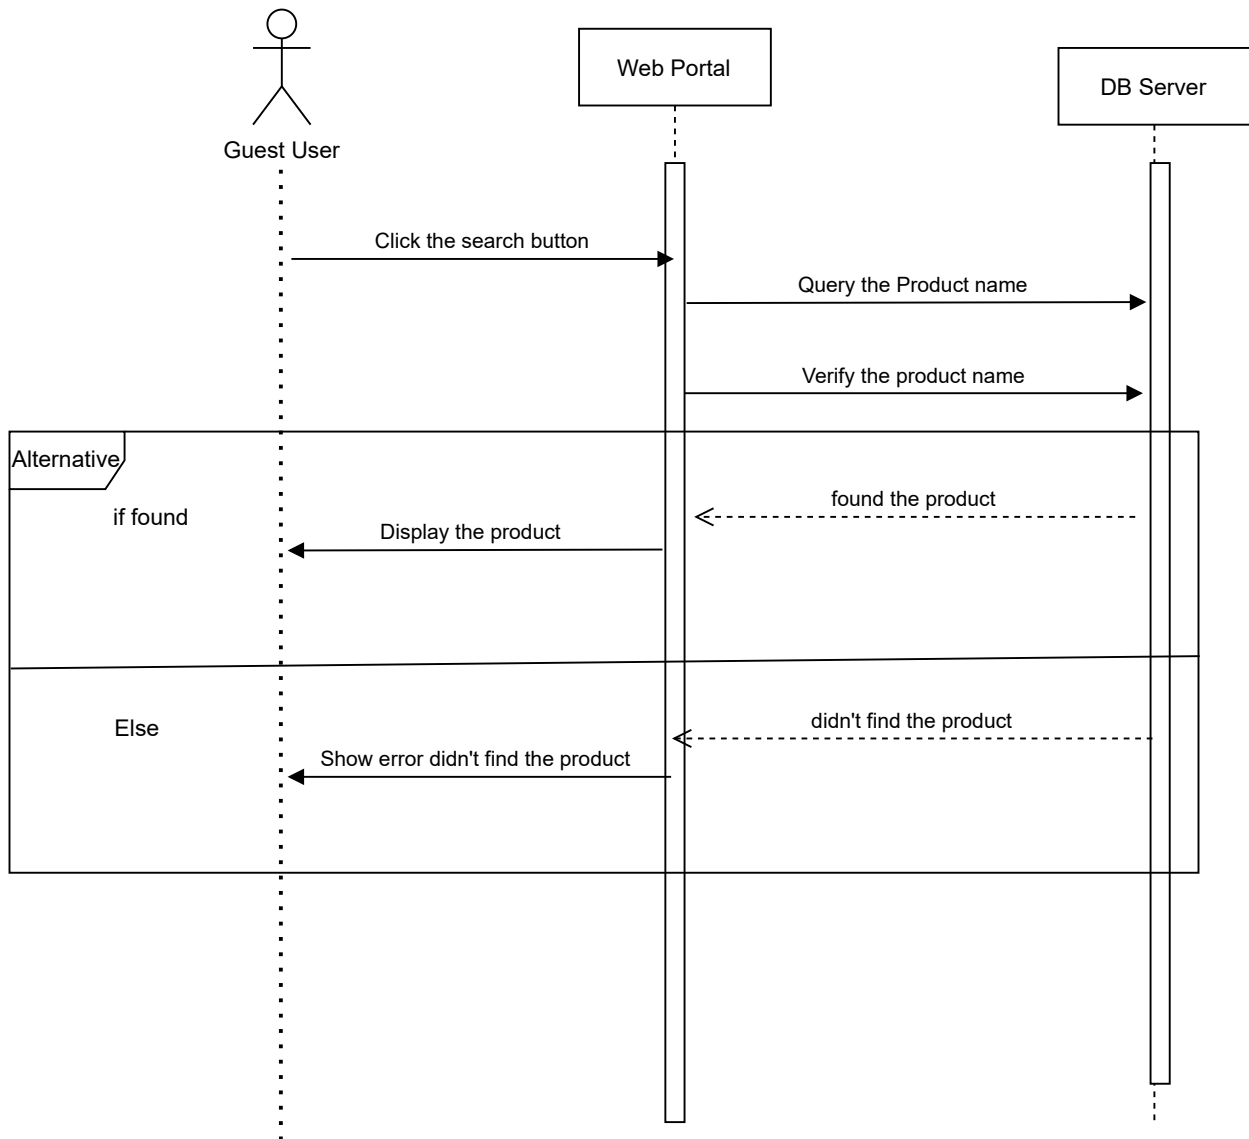 Web Portal
DB Server
Guest User
Click the search button
Query the Product name
Verify the product name
Alternative
found the product
if found
Display the product
didn't find the product
Else
Show error didn't find the product